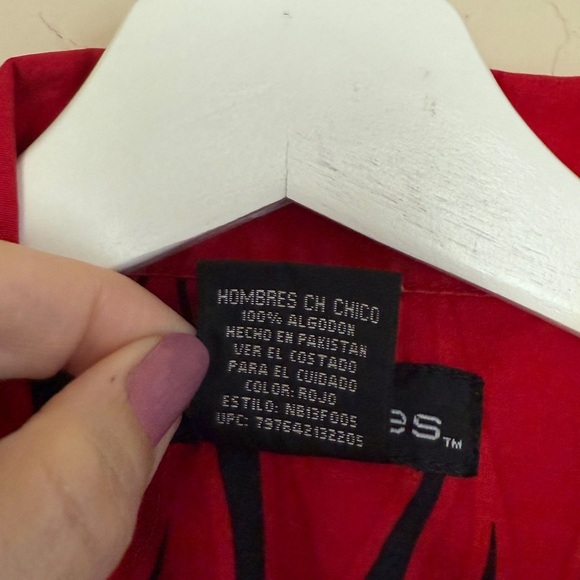 HOMBRES CH CHICO
100% ALGODON
HECHO EN PAKISTAN
VER EL COSTADO
PARA EL CUIDADO
COLOR: ROJO
ESTILO: NB13F005
UPC: 797642132205
es™